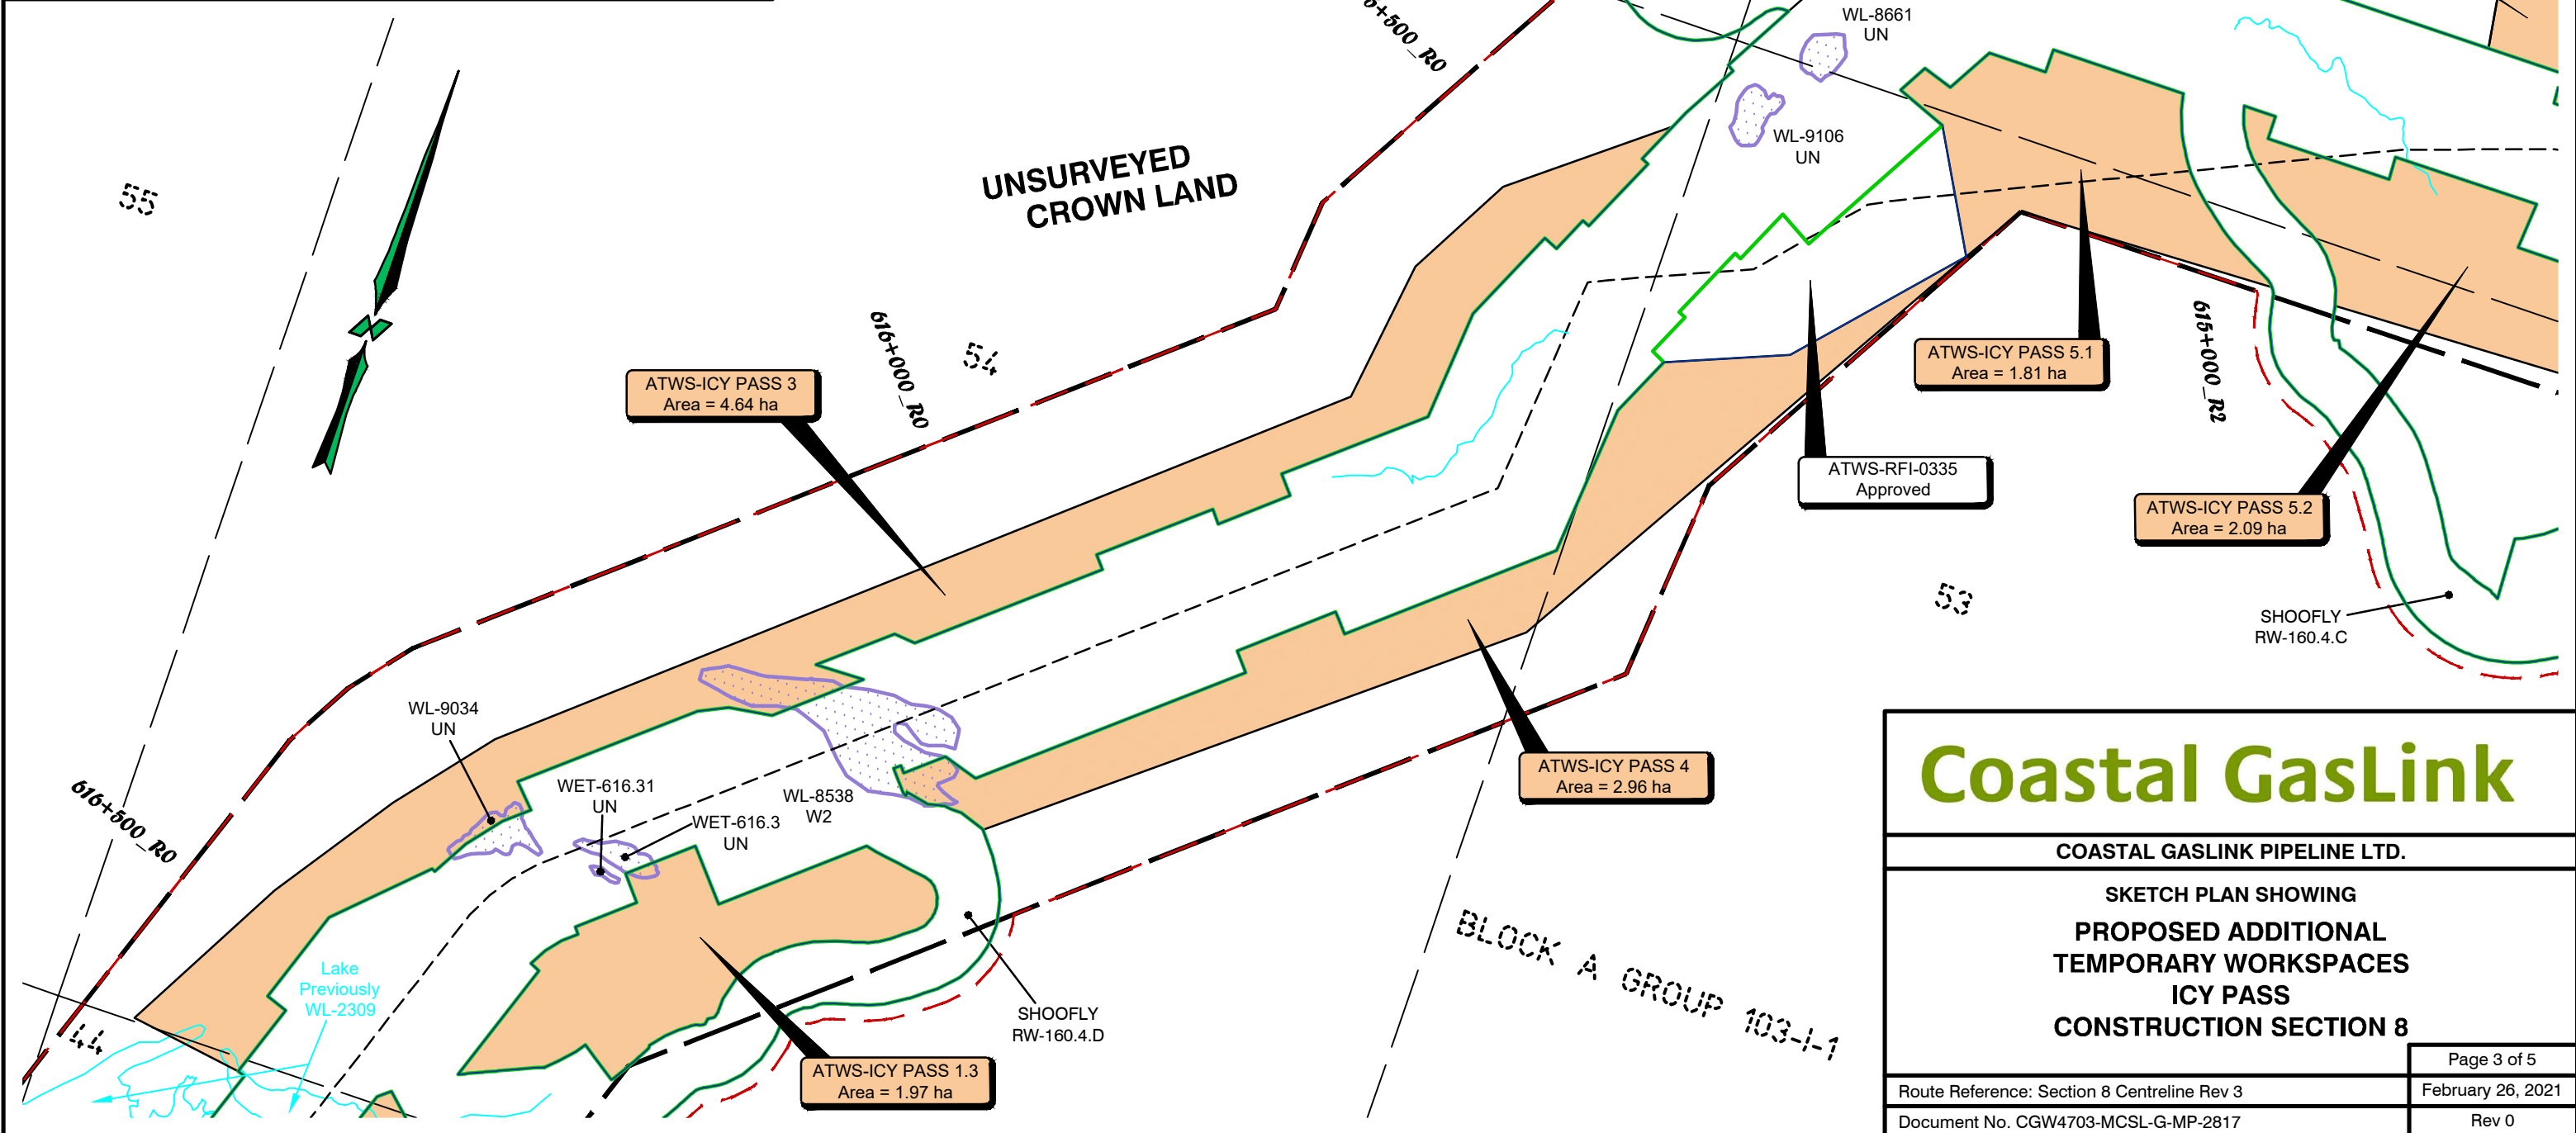 WL-8661
UN
6+500_R0
WL-9106
UN
UNSURVEYED
CROWN LAND
55
616+000_R0
54
ATWS-ICY PASS 3
Area = 4.64 ha
ATWS-ICY PASS 5.1
Area = 1.81 ha
615+000_R2
ATWS-RFI-0335
Approved
ATWS-ICY PASS 5.2
Area = 2.09 ha
53
SHOOFLY
RW-160.4.C
WL-9034
UN
616+500_R0
WET-616.31
UN
WET-616.3
UN
WL-8538
W2
ATWS-ICY PASS 4
Area = 2.96 ha
Lake
Previously
WL-2309
44
SHOOFLY
RW-160.4.D
ATWS-ICY PASS 1.3
Area = 1.97 ha
BLOCK A GROUP 103-I-1
Coastal GasLink
COASTAL GASLINK PIPELINE LTD.
SKETCH PLAN SHOWING
PROPOSED ADDITIONAL
TEMPORARY WORKSPACES
ICY PASS
CONSTRUCTION SECTION 8
Page 3 of 5
Route Reference: Section 8 Centreline Rev 3
February 26, 2021
Document No. CGW4703-MCSL-G-MP-2817
Rev 0